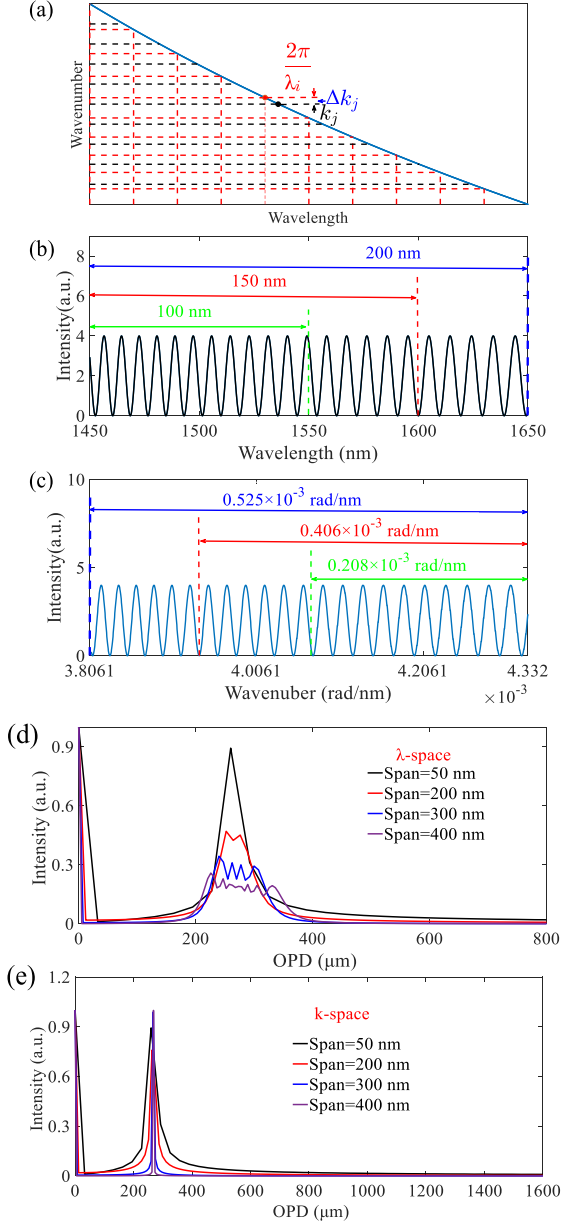 (a)
Wavenumber
2π
λi
Δkj
kj
Wavelength
(b)
Intensity(a.u.)
8
6
4
2
0
200 nm
150 nm
100 nm
1450 1500 1550 1600 1650
Wavelength (nm)
(c)
Intensity(a.u.)
10
5
0
0.525×10-3 rad/nm
0.406×10-3 rad/nm
0.208×10-3 rad/nm
3.8061 4.0061 4.2061 4.332
Wavenuber (rad/nm)
×10-3
(d)
Intensity (a.u.)
0.9
0.6
0.3
0
λ-space
Span=50 nm
Span=200 nm
Span=300 nm
Span=400 nm
0 200 400 600 800
OPD (μm)
(e)
Intensity (a.u.)
1.2
0.9
0.6
0.3
0
k-space
Span=50 nm
Span=200 nm
Span=300 nm
Span=400 nm
0 200 400 600 800 1000 1200 1400 1600
OPD (μm)